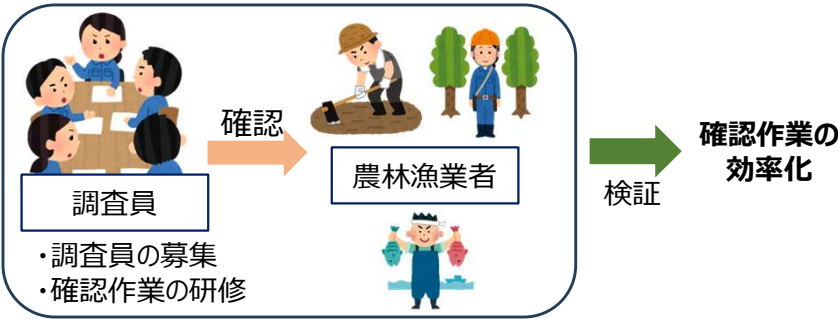 確認
調査員
・調査員の募集
・確認作業の研修
農林漁業者
検証
確認作業の
効率化